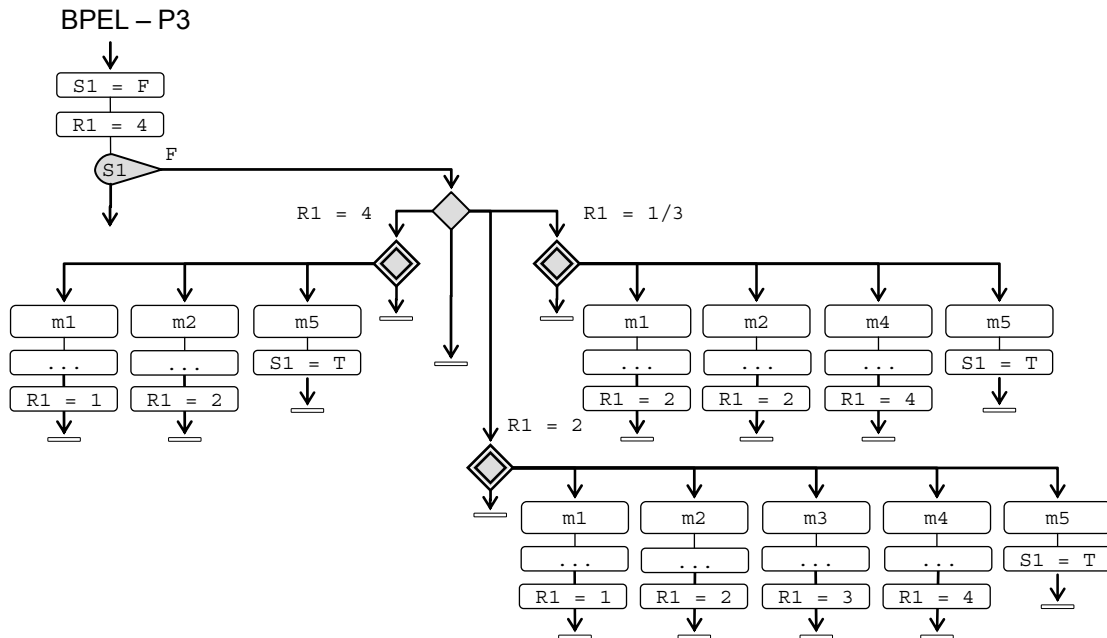 BPEL – P3
S1 = F
R1 = 4
S1
F
R1 = 4
R1 = 1/3
m1
m2
m5
...
...
S1 = T
R1 = 1
R1 = 2
m1
m2
m4
m5
...
...
...
S1 = T
R1 = 2
R1 = 2
R1 = 4
R1 = 2
m1
m2
m3
m4
m5
...
...
...
...
S1 = T
R1 = 1
R1 = 2
R1 = 3
R1 = 4